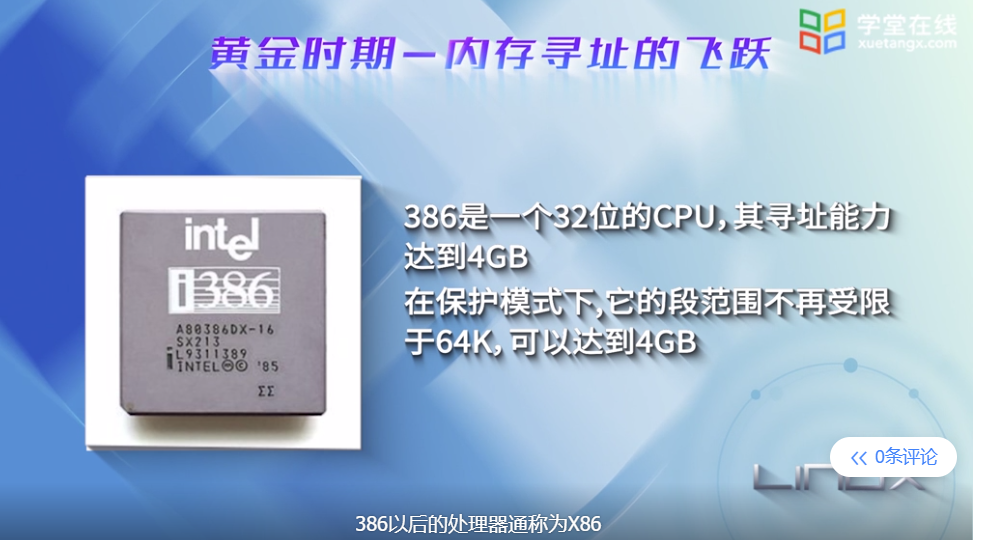 黄金时期－内存寻址的飞跃
学堂在线
xuetangx.com
386是一个32位的CPU，其寻址能力
达到4GB
在保护模式下,它的段范围不再受限
于64K，可以达到4GB
intel
i386
A80386DX-16
SX213
L9311389
INTEL Ⓜ © '85
ΣΣ
0条评论
LINUX
386以后的处理器通称为X86